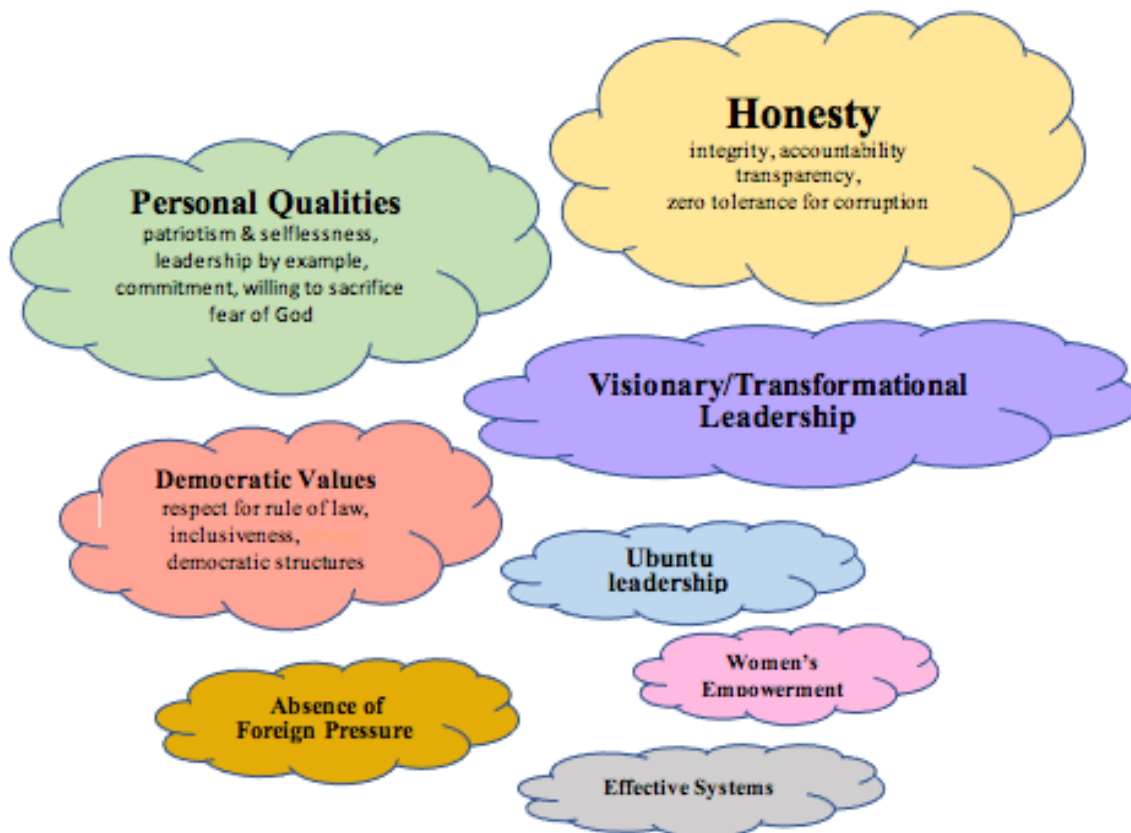 Honesty
integrity, accountability
transparency,
zero tolerance for corruption
Personal Qualities
patriotism & selflessness,
leadership by example,
commitment, willing to sacrifice
fear of God
Visionary/Transformational
Leadership
Democratic Values
respect for rule of law,
inclusiveness,
democratic structures
Ubuntu
leadership
Women's
Empowerment
Absence of
Foreign Pressure
Effective Systems